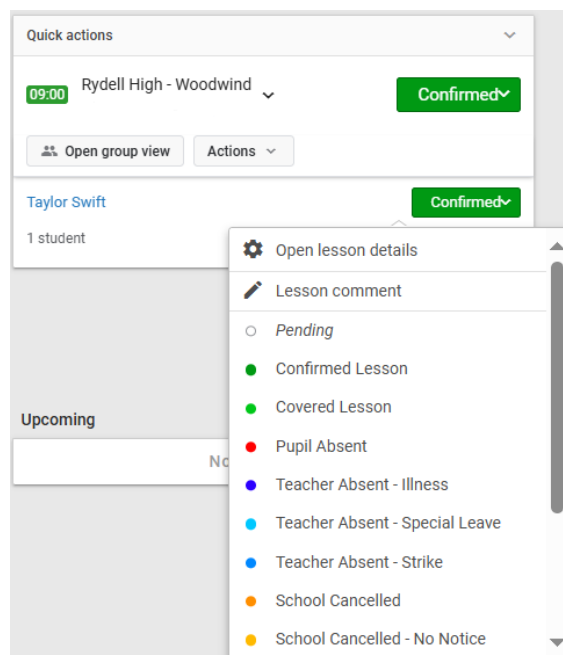 Quick actions
09:00 Rydell High - Woodwind Confirmed
Open group view Actions
Taylor Swift Confirmed
1 student
Open lesson details
Lesson comment
Pending
Confirmed Lesson
Covered Lesson
Upcoming
Pupil Absent
No
Teacher Absent - Illness
Teacher Absent - Special Leave
Teacher Absent - Strike
School Cancelled
School Cancelled - No Notice